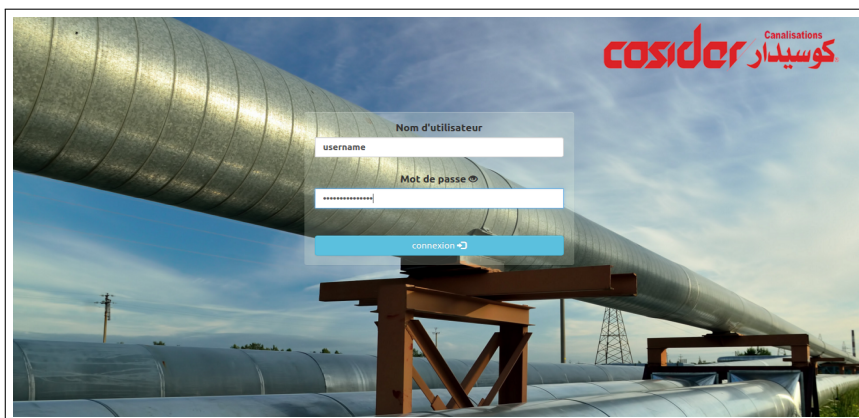 Canalisations
cosider كوسيدار
Nom d'utilisateur
username
Mot de passe
•••••••••••••••
connexion